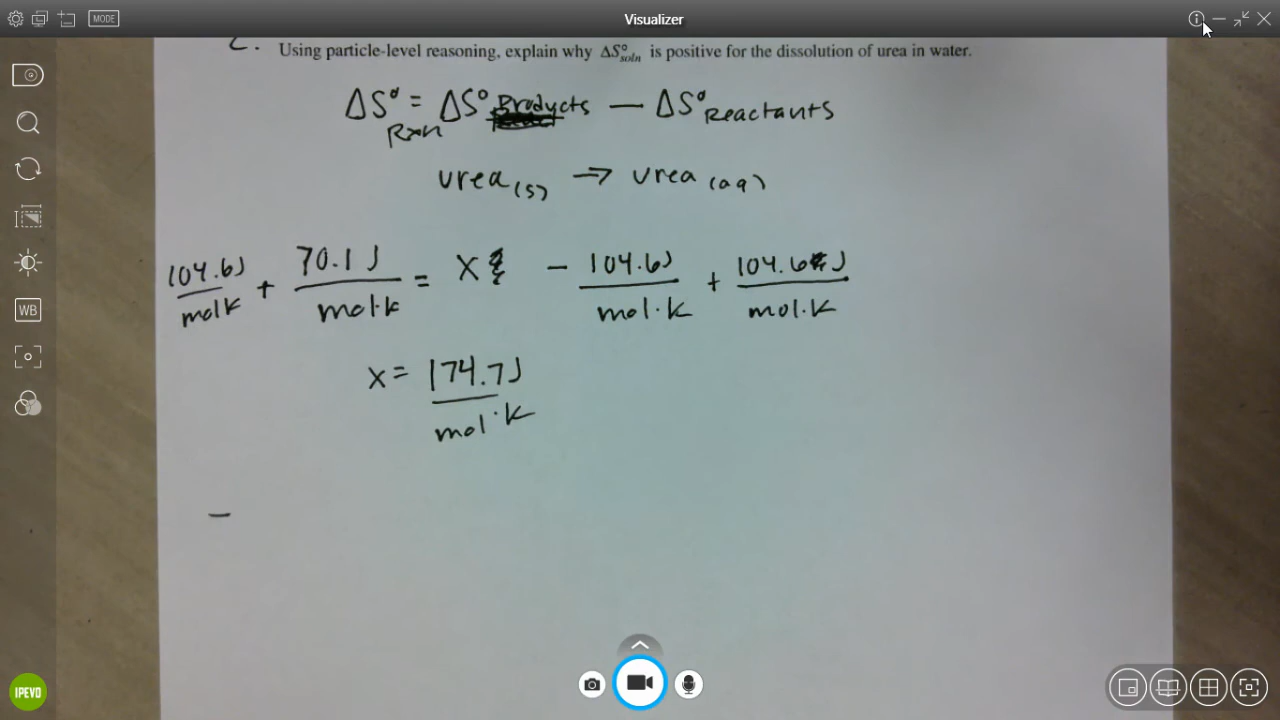 MODE
Visualizer
2. Using particle-level reasoning, explain why ΔS°soln is positive for the dissolution of urea in water.
ΔS°Rxn = ΔS° Products — ΔS°Reactants
urea(s) → urea(aq)
104.6J/molK + 70.1J/mol·K = X - 104.6J/mol·K + 104.6J/mol·K
x = 174.7J/mol·K
—
WB
IPEVO